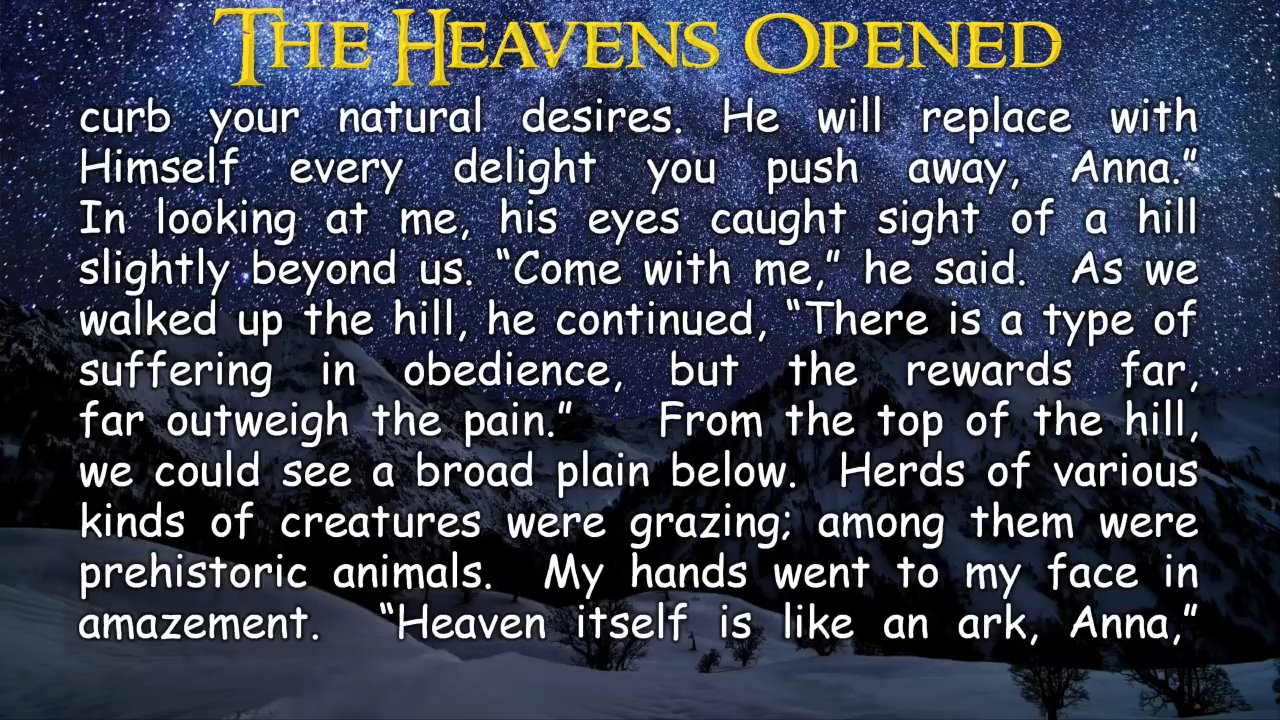 The Heavens Opened
curb your natural desires. He will replace with
Himself every delight you push away, Anna.”
In looking at me, his eyes caught sight of a hill
slightly beyond us. “Come with me,” he said. As we
walked up the hill, he continued, “There is a type of
suffering in obedience, but the rewards far,
far outweigh the pain.” From the top of the hill,
we could see a broad plain below. Herds of various
kinds of creatures were grazing; among them were
prehistoric animals. My hands went to my face in
amazement. “Heaven itself is like an ark, Anna,”